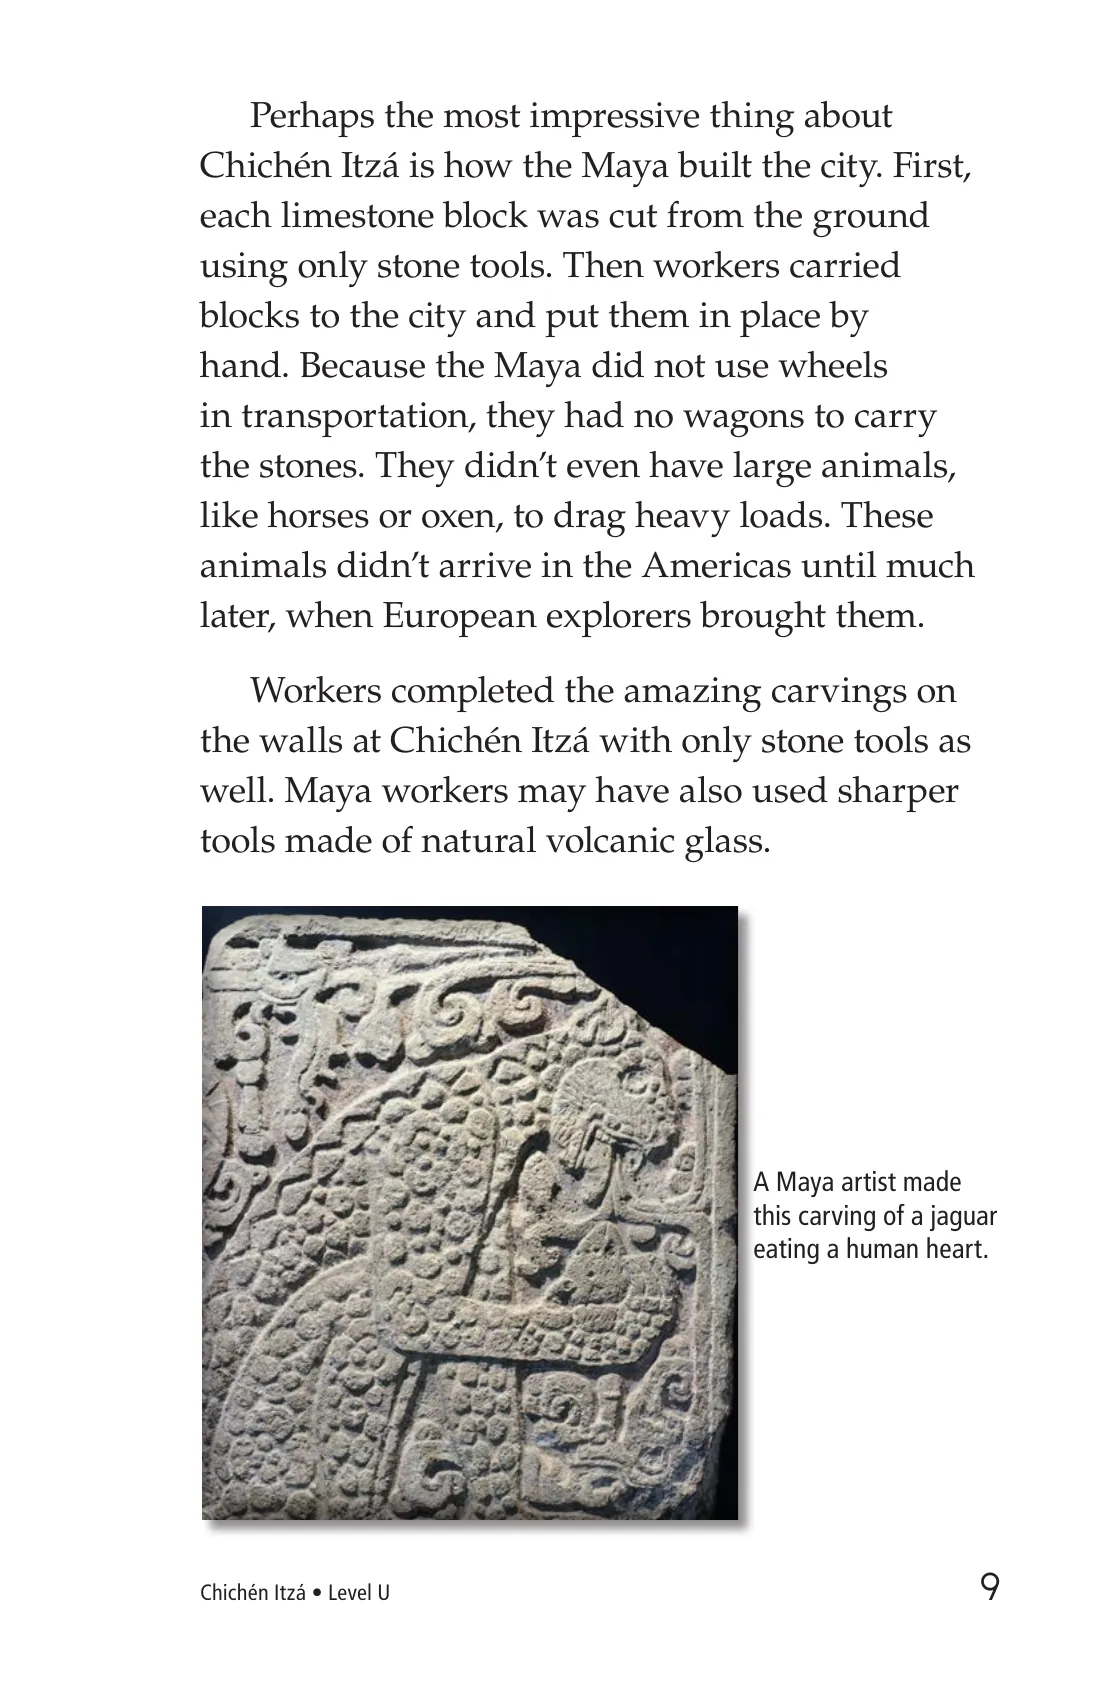 Perhaps the most impressive thing about
Chichén Itzá is how the Maya built the city. First,
each limestone block was cut from the ground
using only stone tools. Then workers carried
blocks to the city and put them in place by
hand. Because the Maya did not use wheels
in transportation, they had no wagons to carry
the stones. They didn’t even have large animals,
like horses or oxen, to drag heavy loads. These
animals didn’t arrive in the Americas until much
later, when European explorers brought them.
Workers completed the amazing carvings on
the walls at Chichén Itzá with only stone tools as
well. Maya workers may have also used sharper
tools made of natural volcanic glass.
A Maya artist made
this carving of a jaguar
eating a human heart.
Chichén Itzá • Level U
9